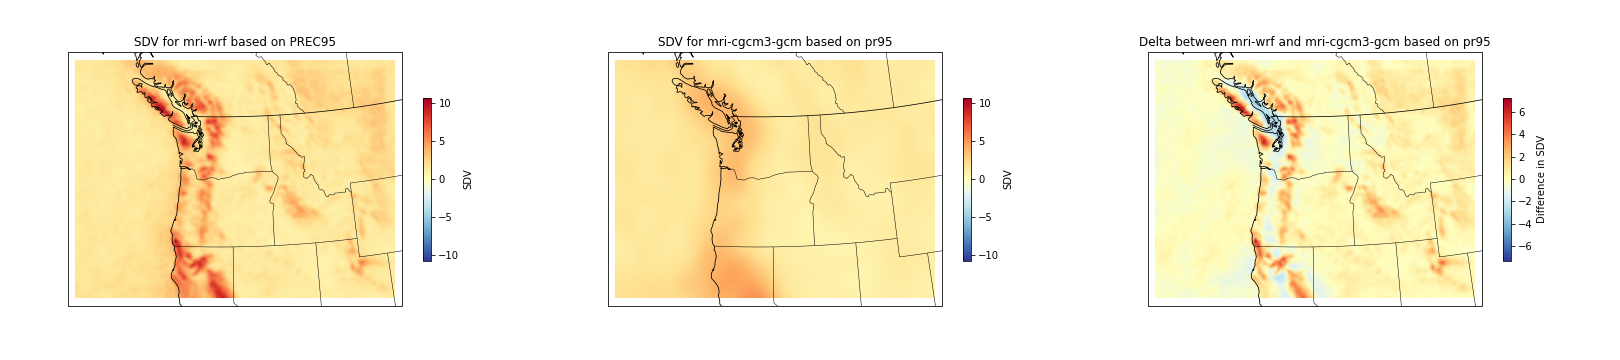 SDV for mri-wrf based on PREC95
10
5
0
−5
−10
SDV
SDV for mri-cgcm3-gcm based on pr95
10
5
0
−5
−10
SDV
Delta between mri-wrf and mri-cgcm3-gcm based on pr95
6
4
2
0
−2
−4
−6
Difference in SDV